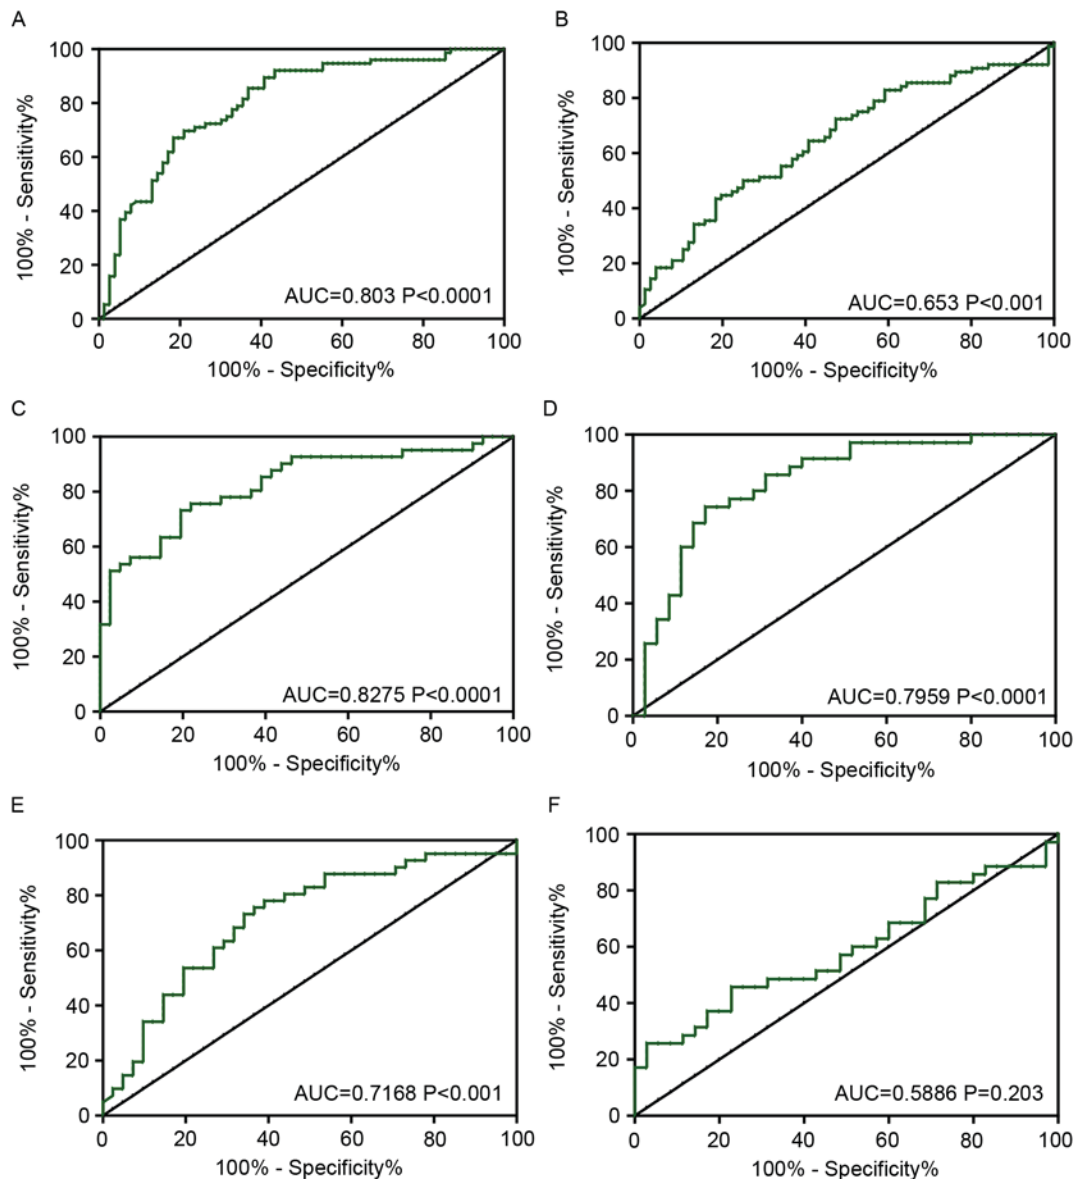 A
100% - Sensitivity%
100
80
60
40
20
0
AUC=0.803 P<0.0001
0 20 40 60 80 100
100% - Specificity%
B
100% - Sensitivity%
100
80
60
40
20
0
AUC=0.653 P<0.001
0 20 40 60 80 100
100% - Specificity%
C
100% - Sensitivity%
100
80
60
40
20
0
AUC=0.8275 P<0.0001
0 20 40 60 80 100
100% - Specificity%
D
100% - Sensitivity%
100
80
60
40
20
0
AUC=0.7959 P<0.0001
0 20 40 60 80 100
100% - Specificity%
E
100% - Sensitivity%
100
80
60
40
20
0
AUC=0.7168 P<0.001
0 20 40 60 80 100
100% - Specificity%
F
100% - Sensitivity%
100
80
60
40
20
0
AUC=0.5886 P=0.203
0 20 40 60 80 100
100% - Specificity%